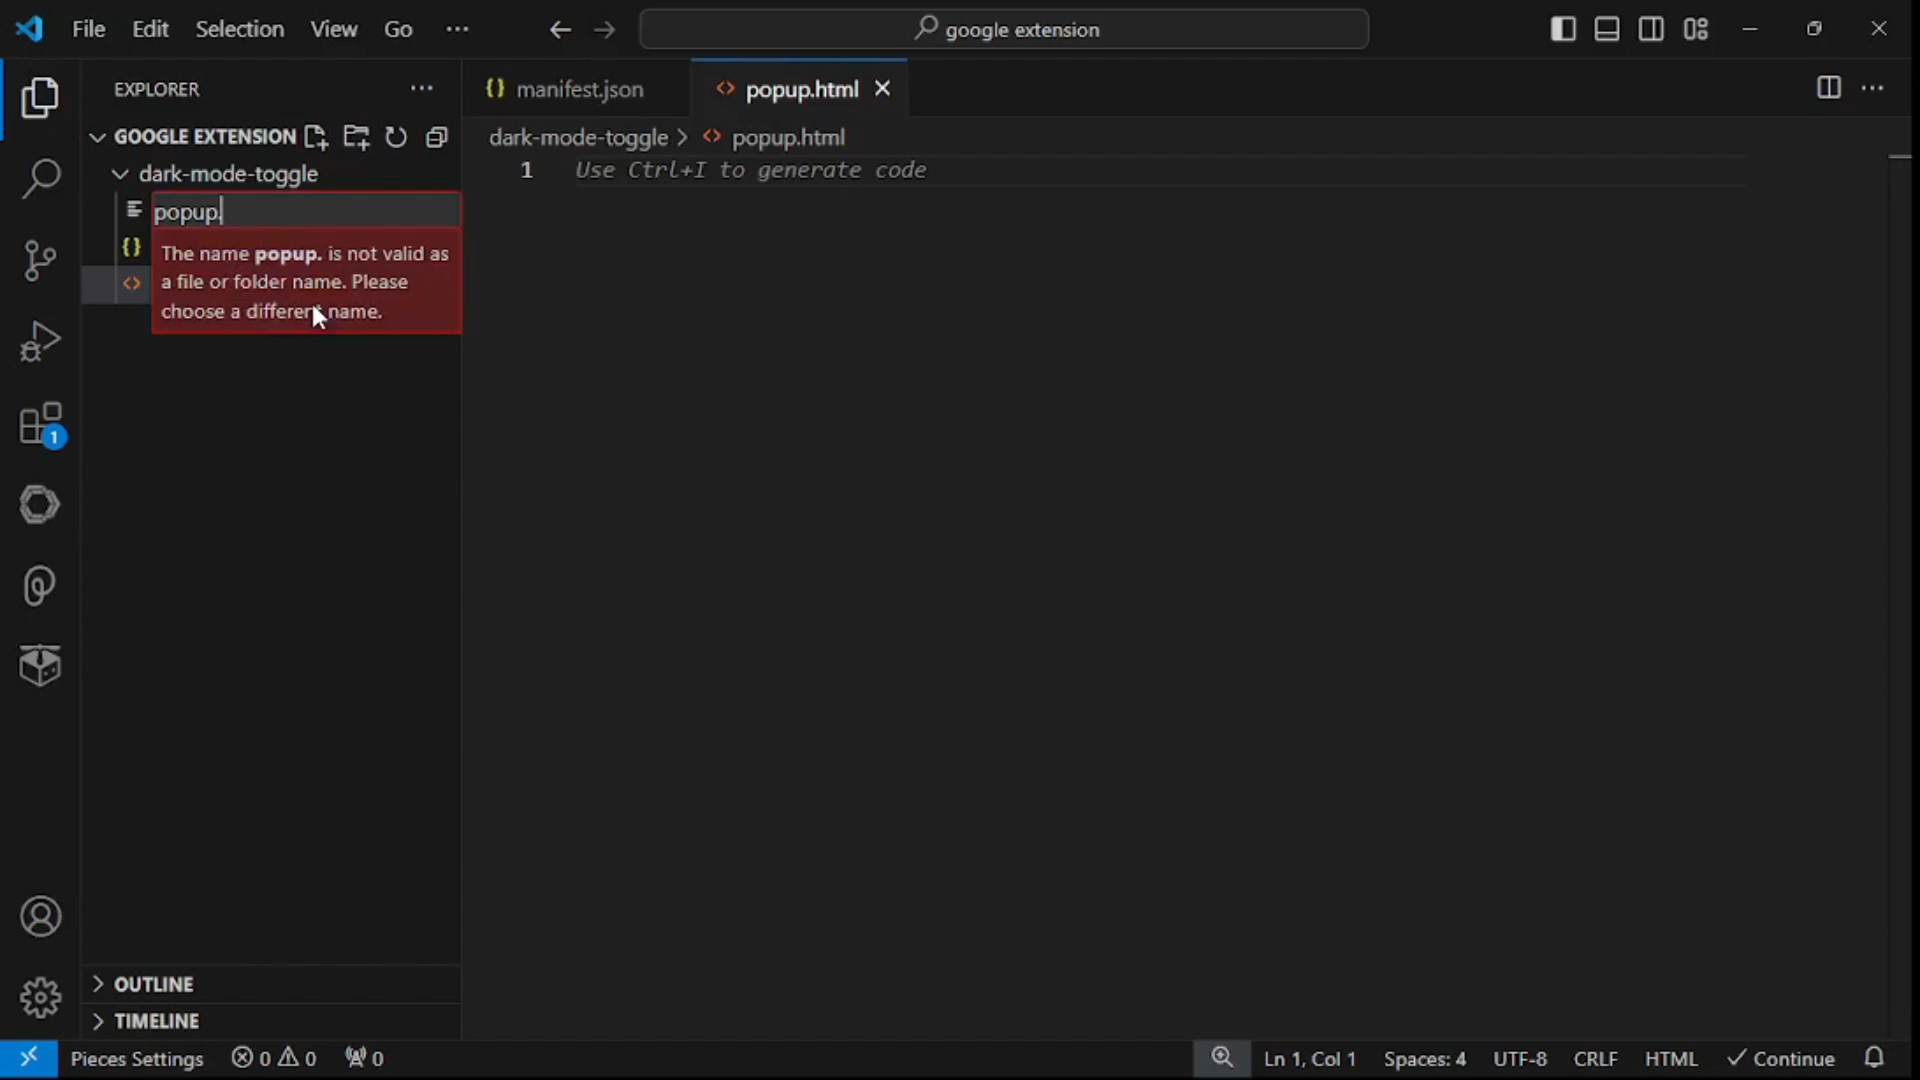 File Edit Selection View Go ···
google extension
EXPLORER ···
manifest.json
popup.html
GOOGLE EXTENSION
dark-mode-toggle > popup.html
dark-mode-toggle
1 Use Ctrl+I to generate code
popup.
The name popup. is not valid as
a file or folder name. Please
choose a different name.
1
OUTLINE
TIMELINE
Pieces Settings 0 0 0 Ln 1, Col 1 Spaces: 4 UTF-8 CRLF HTML Continue